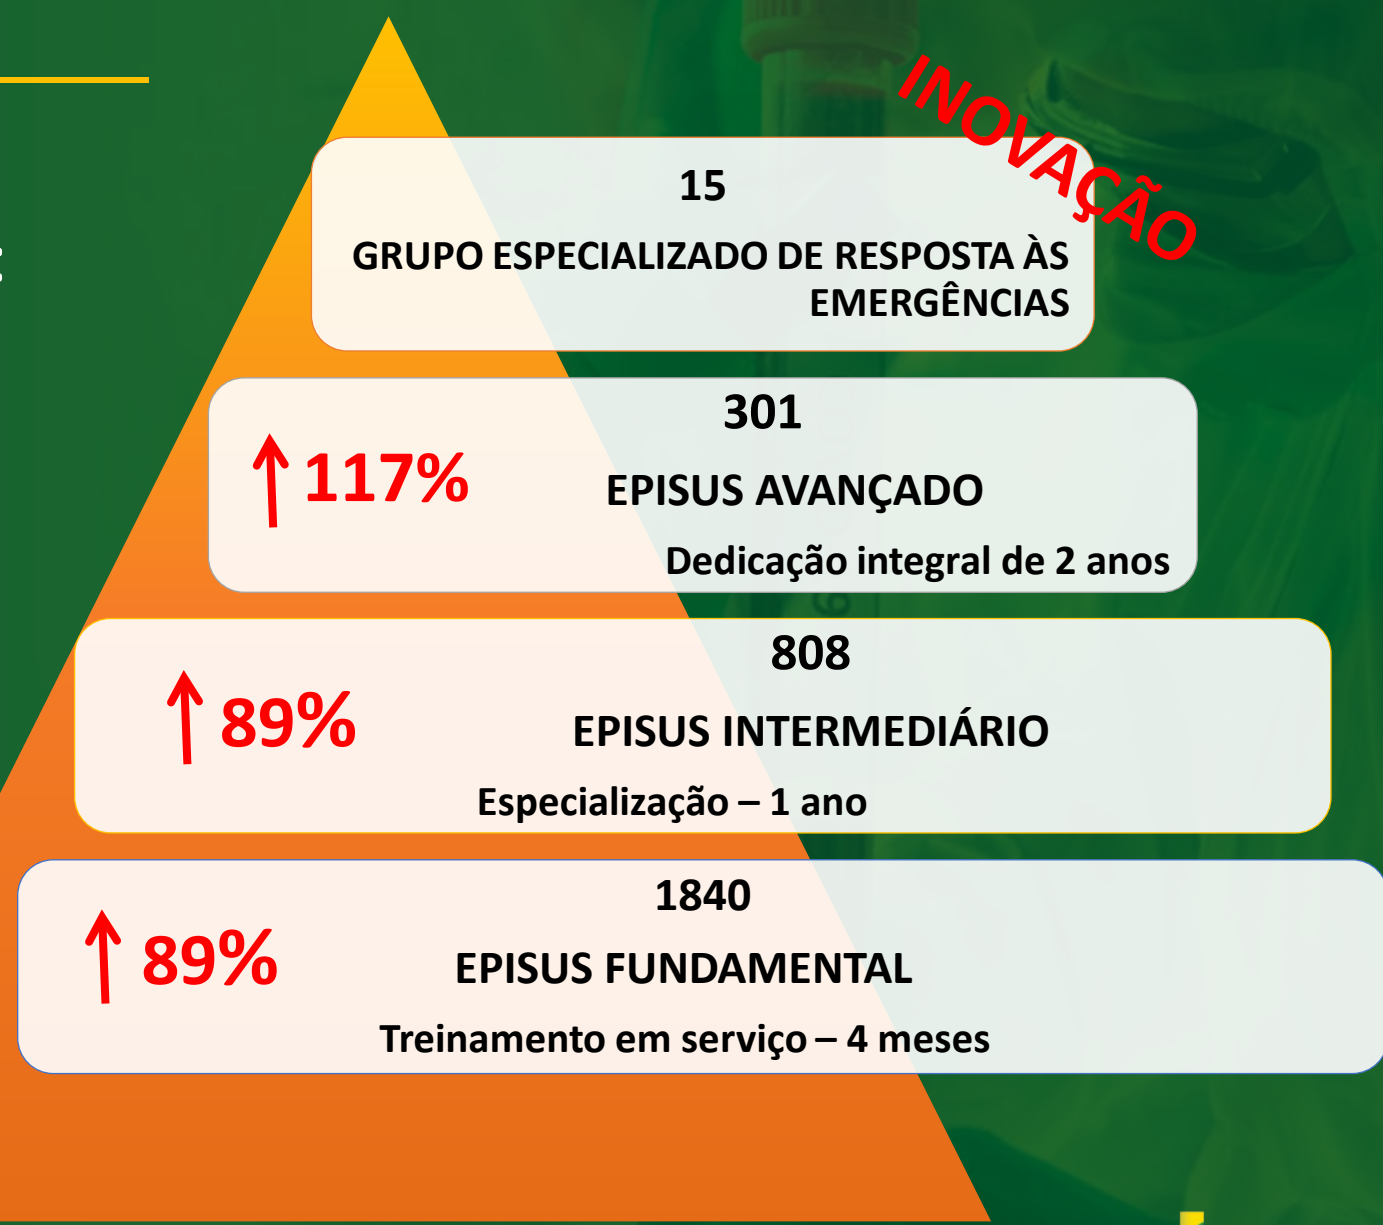 INOVAÇÃO
15
GRUPO ESPECIALIZADO DE RESPOSTA ÀS
EMERGÊNCIAS
301
↑ 117%
EPISUS AVANÇADO
Dedicação integral de 2 anos
808
↑ 89%
EPISUS INTERMEDIÁRIO
Especialização – 1 ano
1840
↑ 89%
EPISUS FUNDAMENTAL
Treinamento em serviço – 4 meses